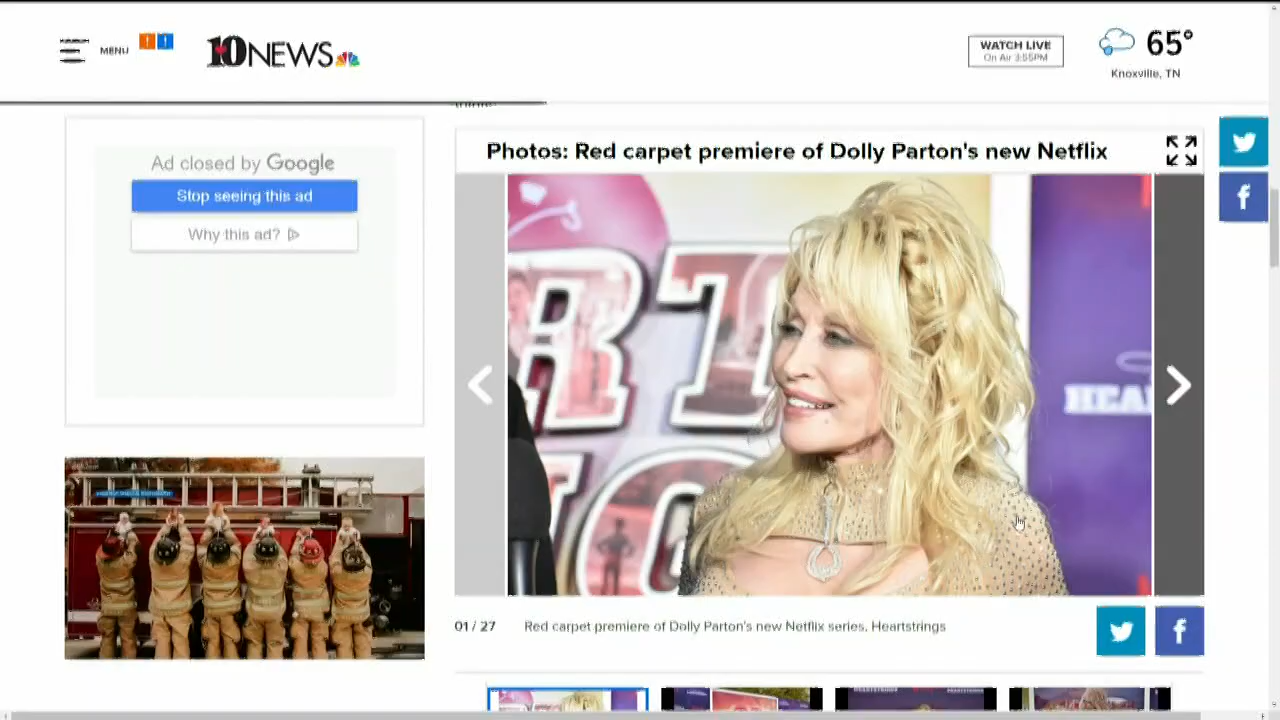 MENU
10NEWS
WATCH LIVE
On Air 3:55PM
65°
Knoxville, TN
Ad closed by Google
Stop seeing this ad
Why this ad?
Photos: Red carpet premiere of Dolly Parton's new Netflix
RT
HEA
01 / 27
Red carpet premiere of Dolly Parton's new Netflix series, Heartstrings